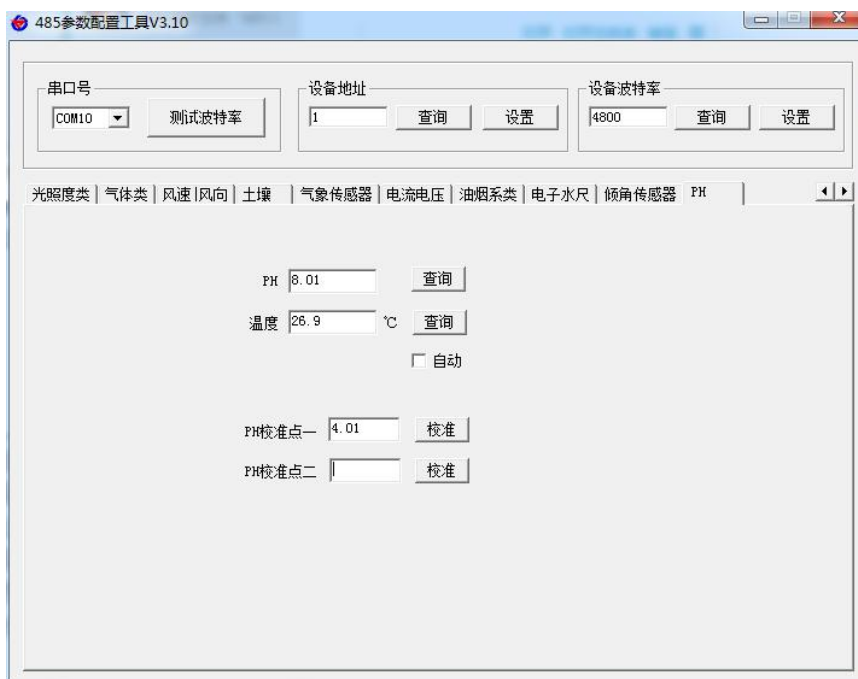 485参数配置工具V3.10
串口号 设备地址 设备波特率
COM10 测试波特率 1 查询 设置 4800 查询 设置
光照度类 气体类 风速|风向 土壤 气象传感器 电流电压 油烟系类 电子水尺 倾角传感器 PH
PH 8.01 查询
温度 26.9 ℃ 查询
自动
PH校准点一 4.01 校准
PH校准点二 校准